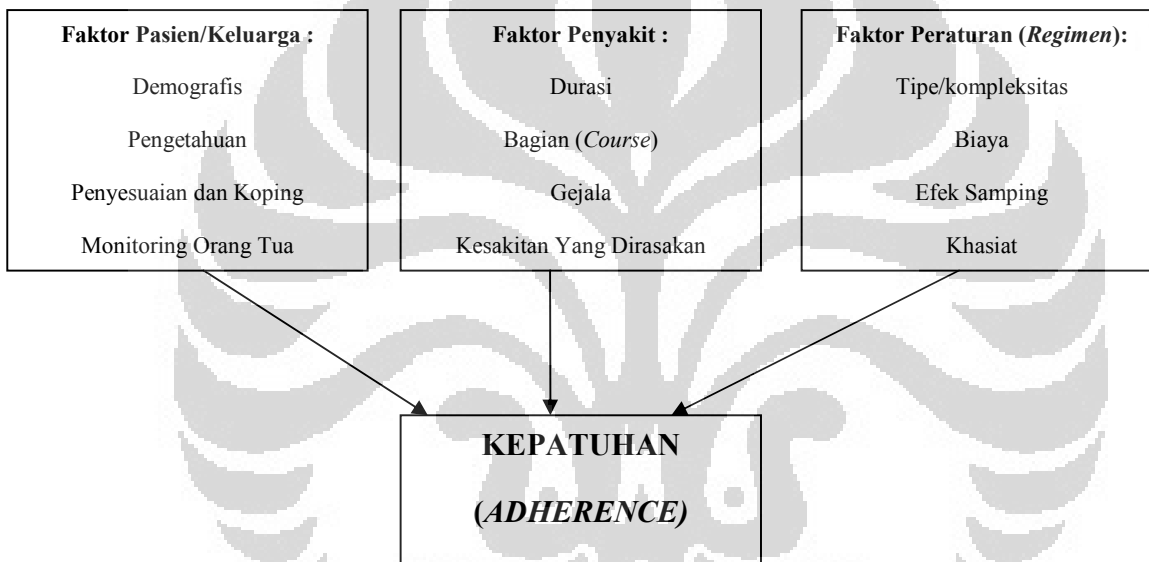 Faktor Pasien/Keluarga :
Demografis
Pengetahuan
Penyesuaian dan Koping
Monitoring Orang Tua
Faktor Penyakit :
Durasi
Bagian (Course)
Gejala
Kesakitan Yang Dirasakan
Faktor Peraturan (Regimen):
Tipe/kompleksitas
Biaya
Efek Samping
Khasiat
KEPATUHAN
(ADHERENCE)